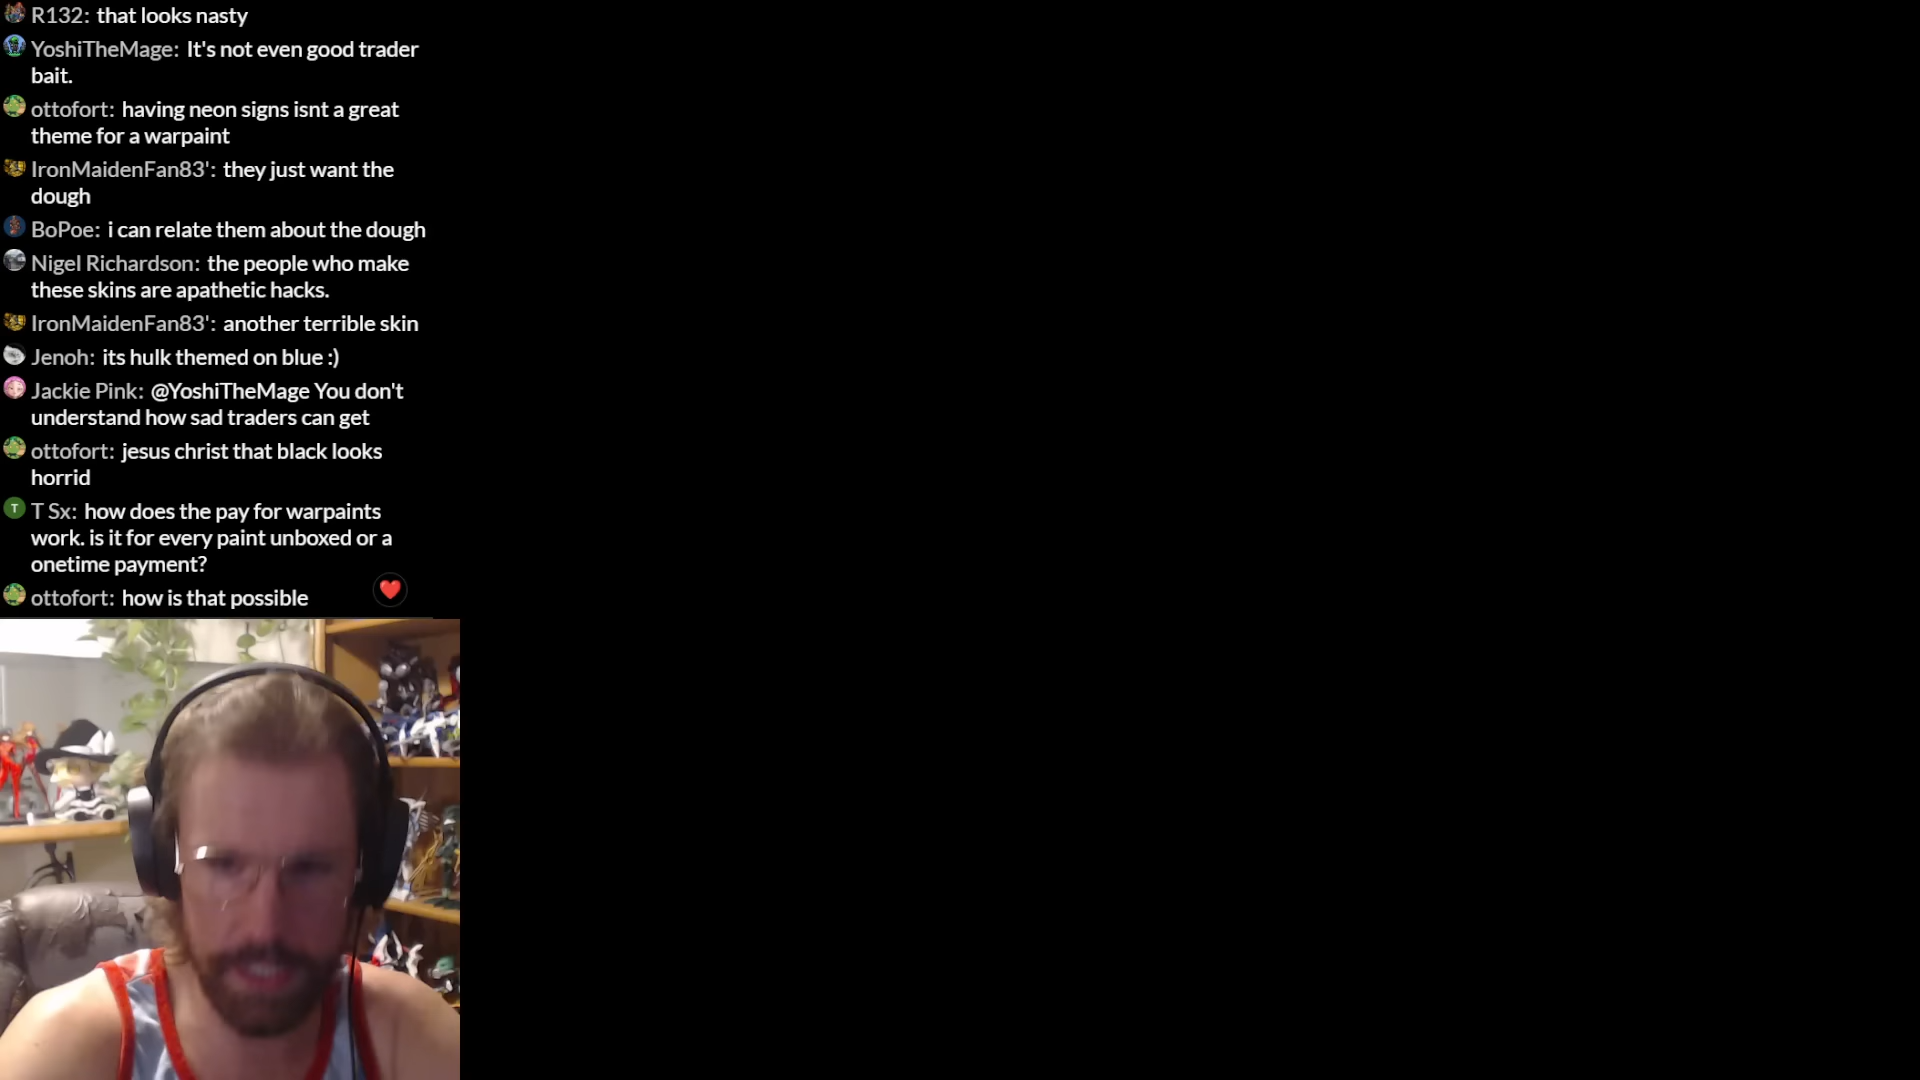 R132: that looks nasty
YoshiTheMage: It's not even good trader
bait.
ottofort: having neon signs isnt a great
theme for a warpaint
IronMaidenFan83': they just want the
dough
BoPoe: i can relate them about the dough
Nigel Richardson: the people who make
these skins are apathetic hacks.
IronMaidenFan83': another terrible skin
Jenoh: its hulk themed on blue :)
Jackie Pink: @YoshiTheMage You don't
understand how sad traders can get
ottofort: jesus christ that black looks
horrid
T
T Sx: how does the pay for warpaints
work. is it for every paint unboxed or a
onetime payment?
ottofort: how is that possible